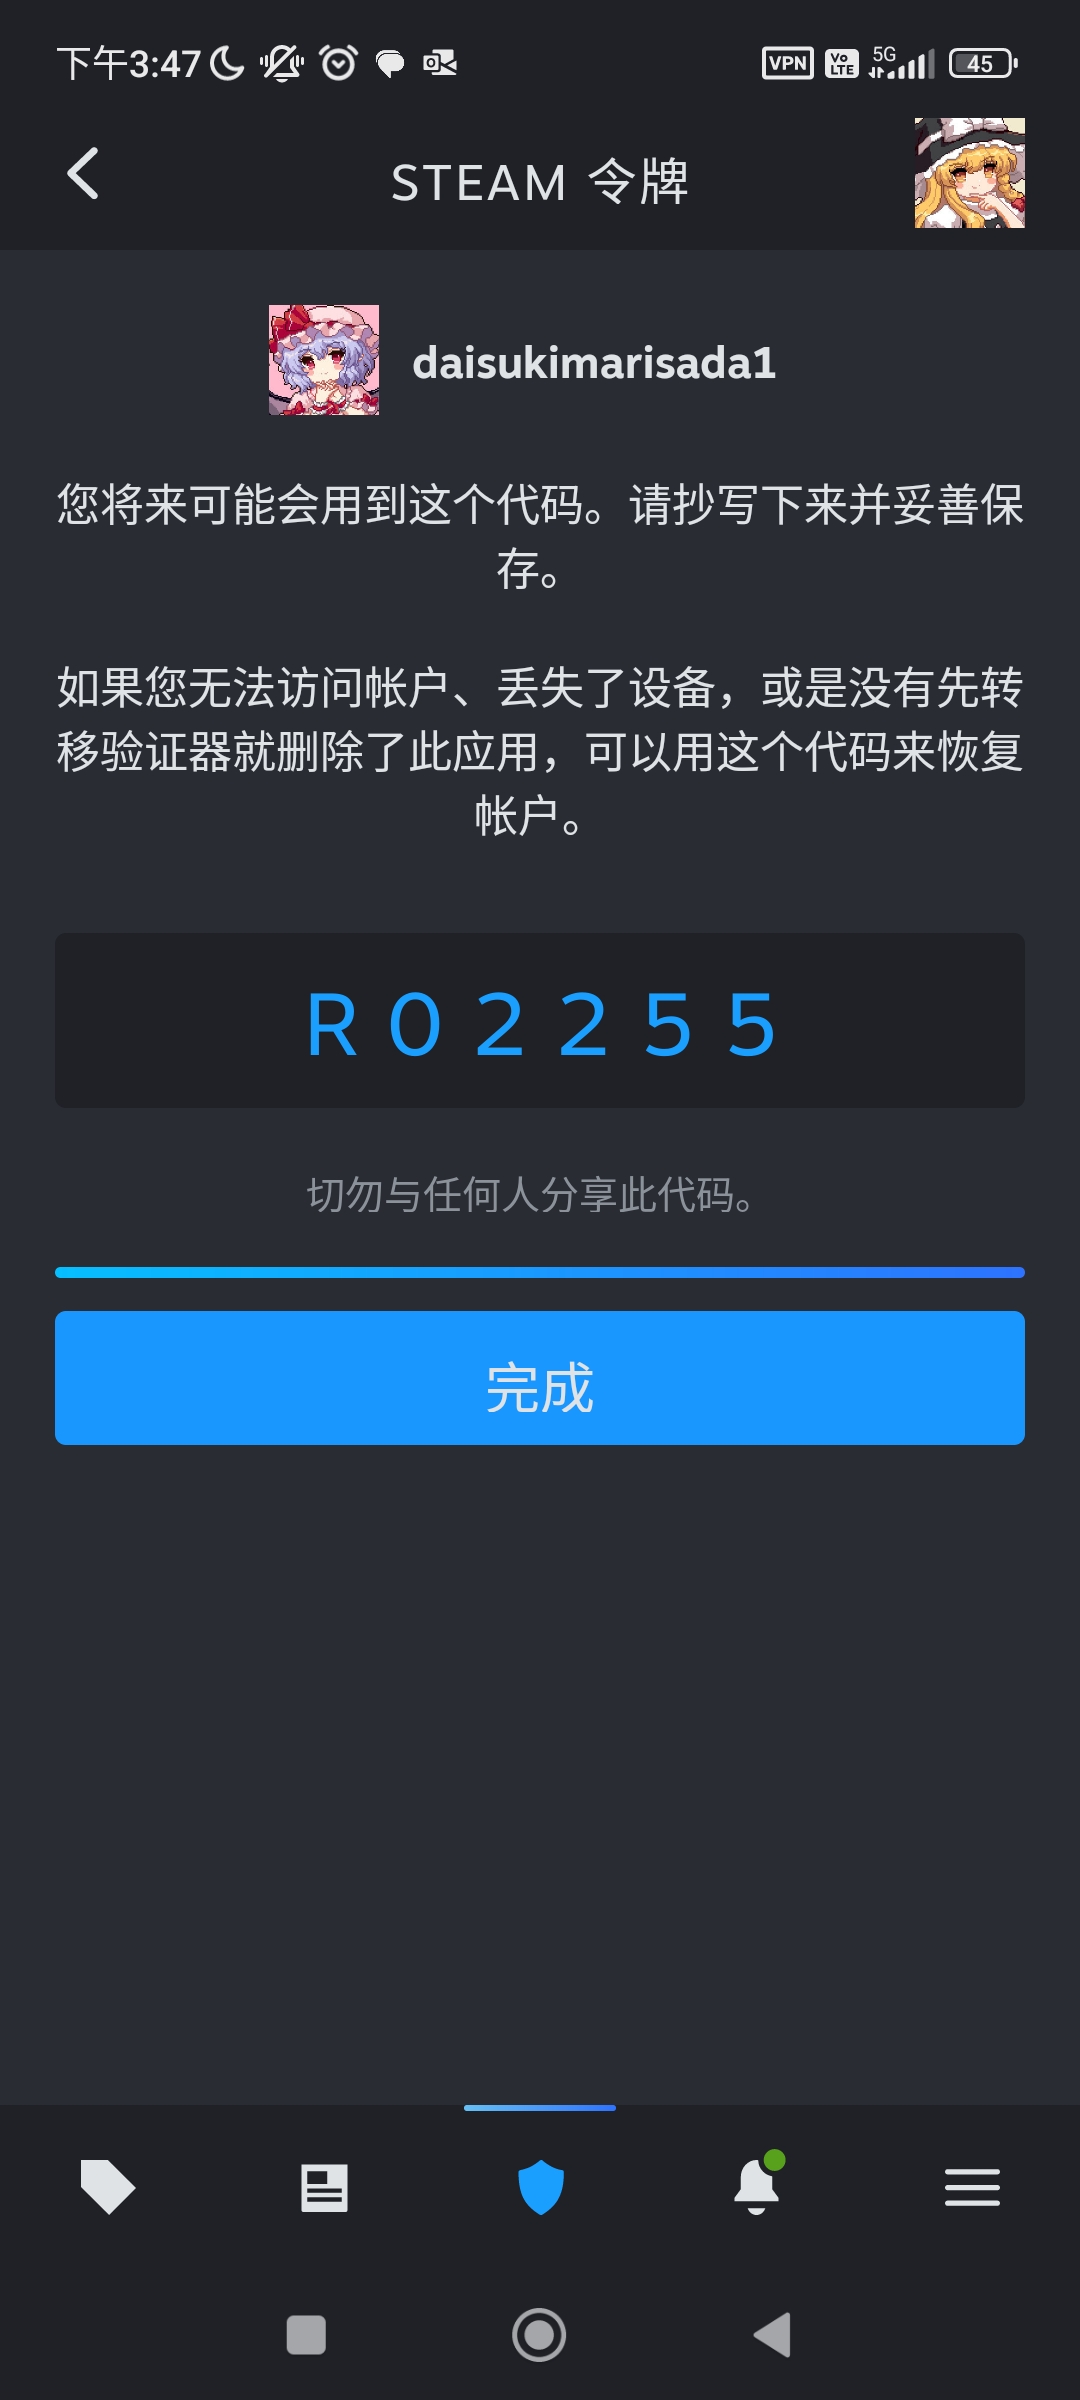 下午3:47
VPN
Vo LTE
5G
45
STEAM 令牌
daisukimarisada1
您将来可能会用到这个代码。请抄写下来并妥善保
存。
如果您无法访问帐户、丢失了设备，或是没有先转
移验证器就删除了此应用，可以用这个代码来恢复
帐户。
R02255
切勿与任何人分享此代码。
完成